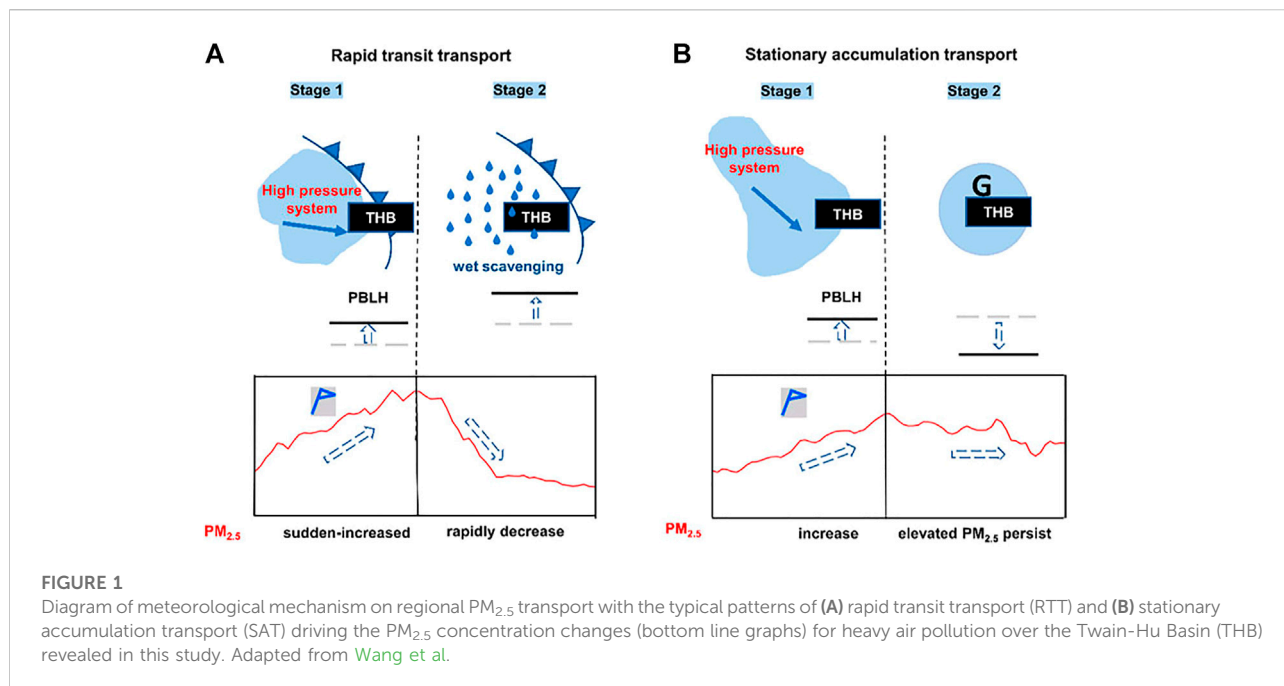 A
Rapid transit transport
Stage 1
Stage 2
High pressure
system
THB
THB
wet scavenging
PBLH
PM2.5
sudden-increased
rapidly decrease
B
Stationary accumulation transport
Stage 1
Stage 2
High pressure
system
THB
G
THB
PBLH
PM2.5
increase
elevated PM2.5 persist
FIGURE 1
Diagram of meteorological mechanism on regional PM2.5 transport with the typical patterns of (A) rapid transit transport (RTT) and (B) stationary
accumulation transport (SAT) driving the PM2.5 concentration changes (bottom line graphs) for heavy air pollution over the Twain-Hu Basin (THB)
revealed in this study. Adapted from Wang et al.